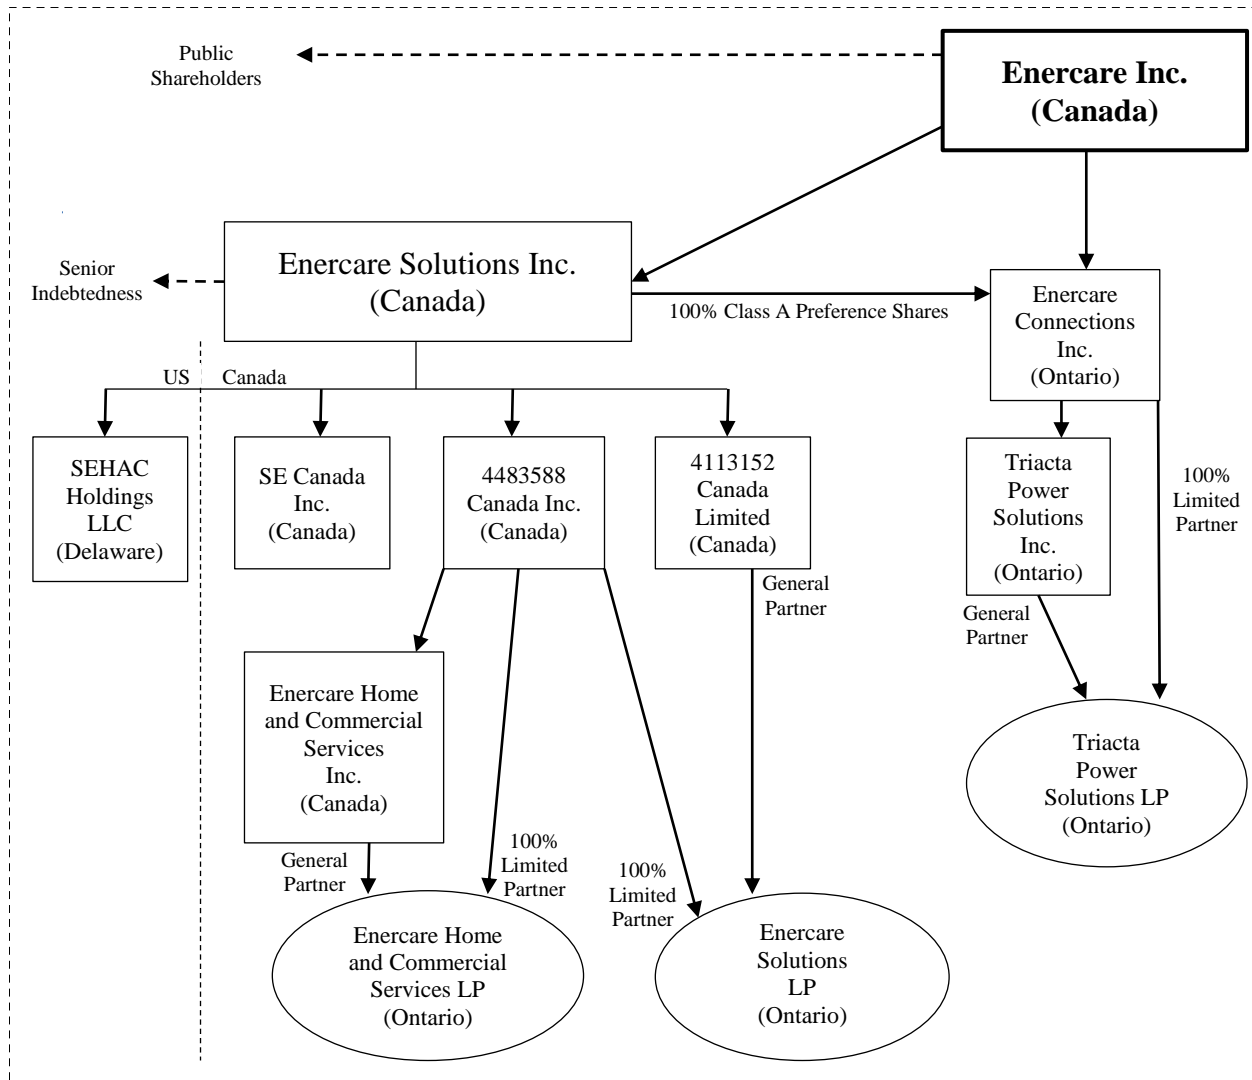 Public
Shareholders
Enercare Inc.
(Canada)
Senior
Indebtedness
Enercare Solutions Inc.
(Canada)
100% Class A Preference Shares
Enercare
Connections
Inc.
(Ontario)
US
Canada
SEHAC
Holdings
LLC
(Delaware)
SE Canada
Inc.
(Canada)
4483588
Canada Inc.
(Canada)
4113152
Canada
Limited
(Canada)
Triacta
Power
Solutions
Inc.
(Ontario)
100%
Limited
Partner
General
Partner
General
Partner
Enercare Home
and Commercial
Services
Inc.
(Canada)
Triacta
Power
Solutions LP
(Ontario)
General
Partner
100%
Limited
Partner
100%
Limited
Partner
Enercare Home
and Commercial
Services LP
(Ontario)
Enercare
Solutions
LP
(Ontario)